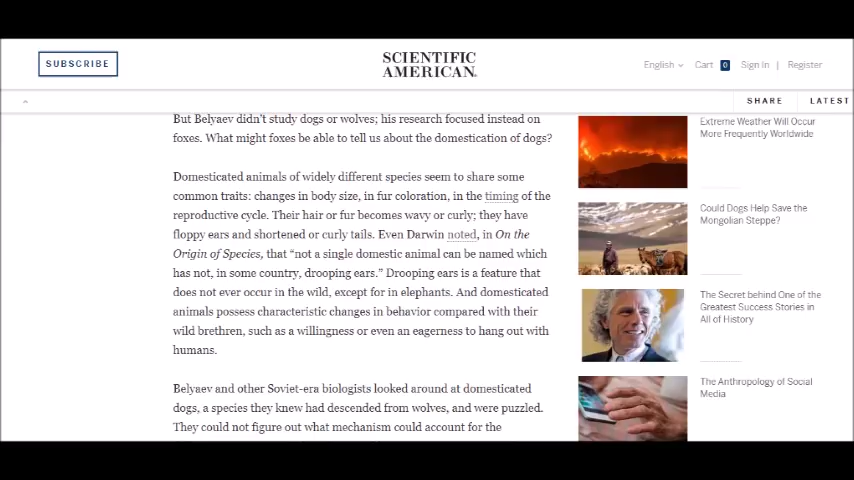 SUBSCRIBE
SCIENTIFIC
AMERICAN.
English
Cart 0
Sign In | Register
SHARE
LATEST
But Belyaev didn't study dogs or wolves; his research focused instead on
foxes. What might foxes be able to tell us about the domestication of dogs?
Domesticated animals of widely different species seem to share some
common traits: changes in body size, in fur coloration, in the timing of the
reproductive cycle. Their hair or fur becomes wavy or curly; they have
floppy ears and shortened or curly tails. Even Darwin noted, in On the
Origin of Species, that “not a single domestic animal can be named which
has not, in some country, drooping ears.” Drooping ears is a feature that
does not ever occur in the wild, except for in elephants. And domesticated
animals possess characteristic changes in behavior compared with their
wild brethren, such as a willingness or even an eagerness to hang out with
humans.
Belyaev and other Soviet-era biologists looked around at domesticated
dogs, a species they knew had descended from wolves, and were puzzled.
They could not figure out what mechanism could account for the
Extreme Weather Will Occur
More Frequently Worldwide
Could Dogs Help Save the
Mongolian Steppe?
The Secret behind One of the
Greatest Success Stories in
All of History
The Anthropology of Social
Media